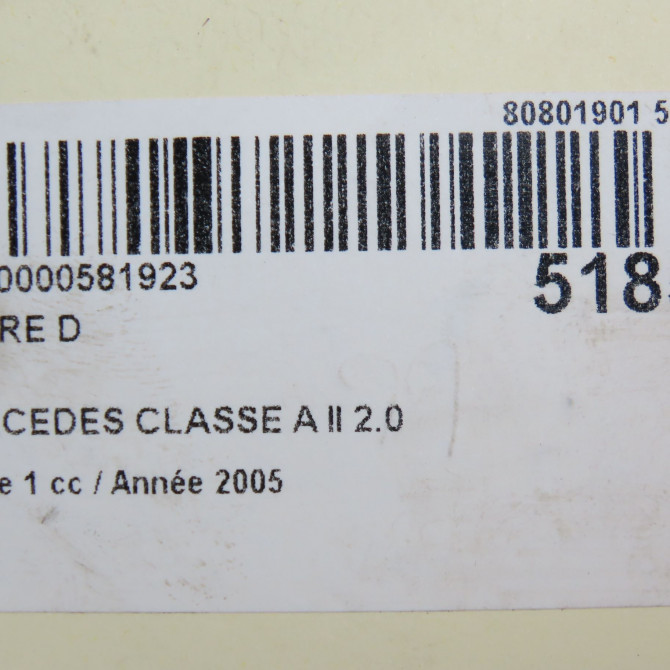 80801901 5
0000581923
518
RE D
CEDES CLASSE A II 2.0
e 1 cc / Année 2005